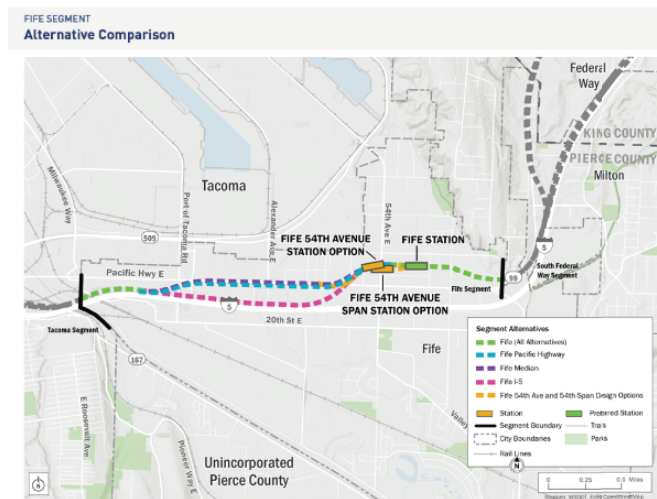 FIFE SEGMENT
Alternative Comparison
Federal
Way
KING COUNTY
PIERCE COUNTY
Milton
Milwaukee Way
Tacoma
Port of Tacoma Rd
Alexander Ave E
54th Ave E
509
FIFE 54TH AVENUE
STATION OPTION
FIFE STATION
5
99
South Federal
Way Segment
Pacific Hwy E
Fife Segment
FIFE 54TH AVENUE
SPAN STATION OPTION
5
20th St E
Tacoma Segment
Fife
167
E Roosevelt Ave
Pioneer Way E
Valley
Unincorporated
Pierce County
Segment Alternatives
Fife (All Alternatives)
Fife Pacific Highway
Fife Median
Fife I-5
Fife 54th Ave and 54th-Span Design Options
Station
Preferred Station
Segment Boundary
Trails
City Boundaries
Parks
Rail Lines
N
N
0
0.25
0.5 Miles